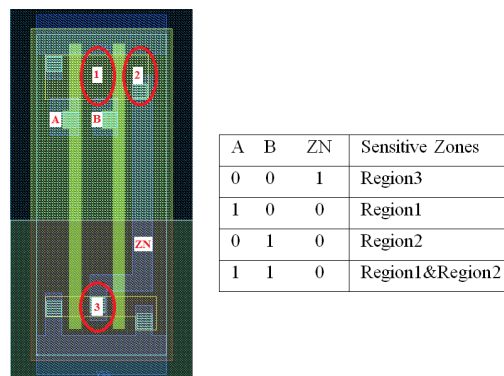 1 2
A B
ZN
3
A B ZN Sensitive Zones
0 0 1 Region3
1 0 0 Region1
0 1 0 Region2
1 1 0 Region1&Region2